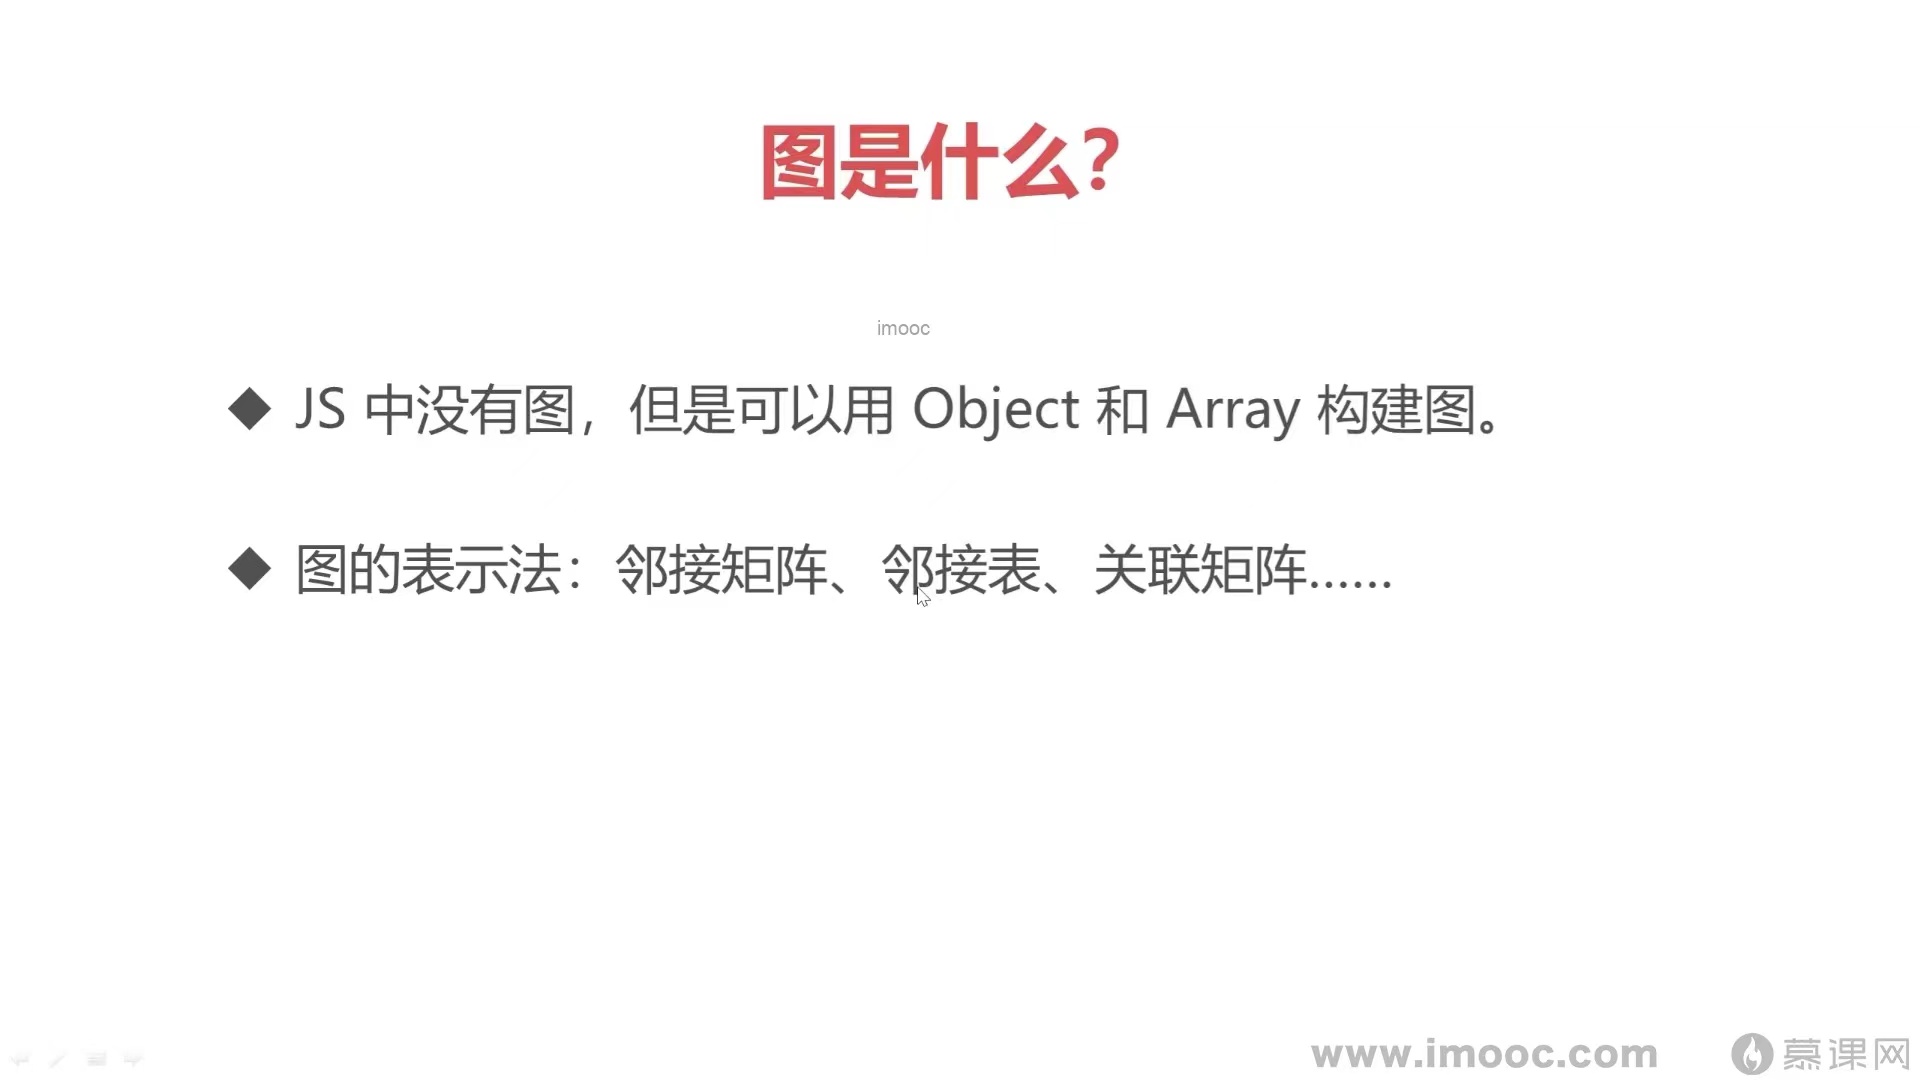 图是什么?
imooc
◆ JS 中没有图，但是可以用 Object 和 Array 构建图。
◆ 图的表示法：邻接矩阵、邻接表、关联矩阵……
www.imooc.com 慕课网